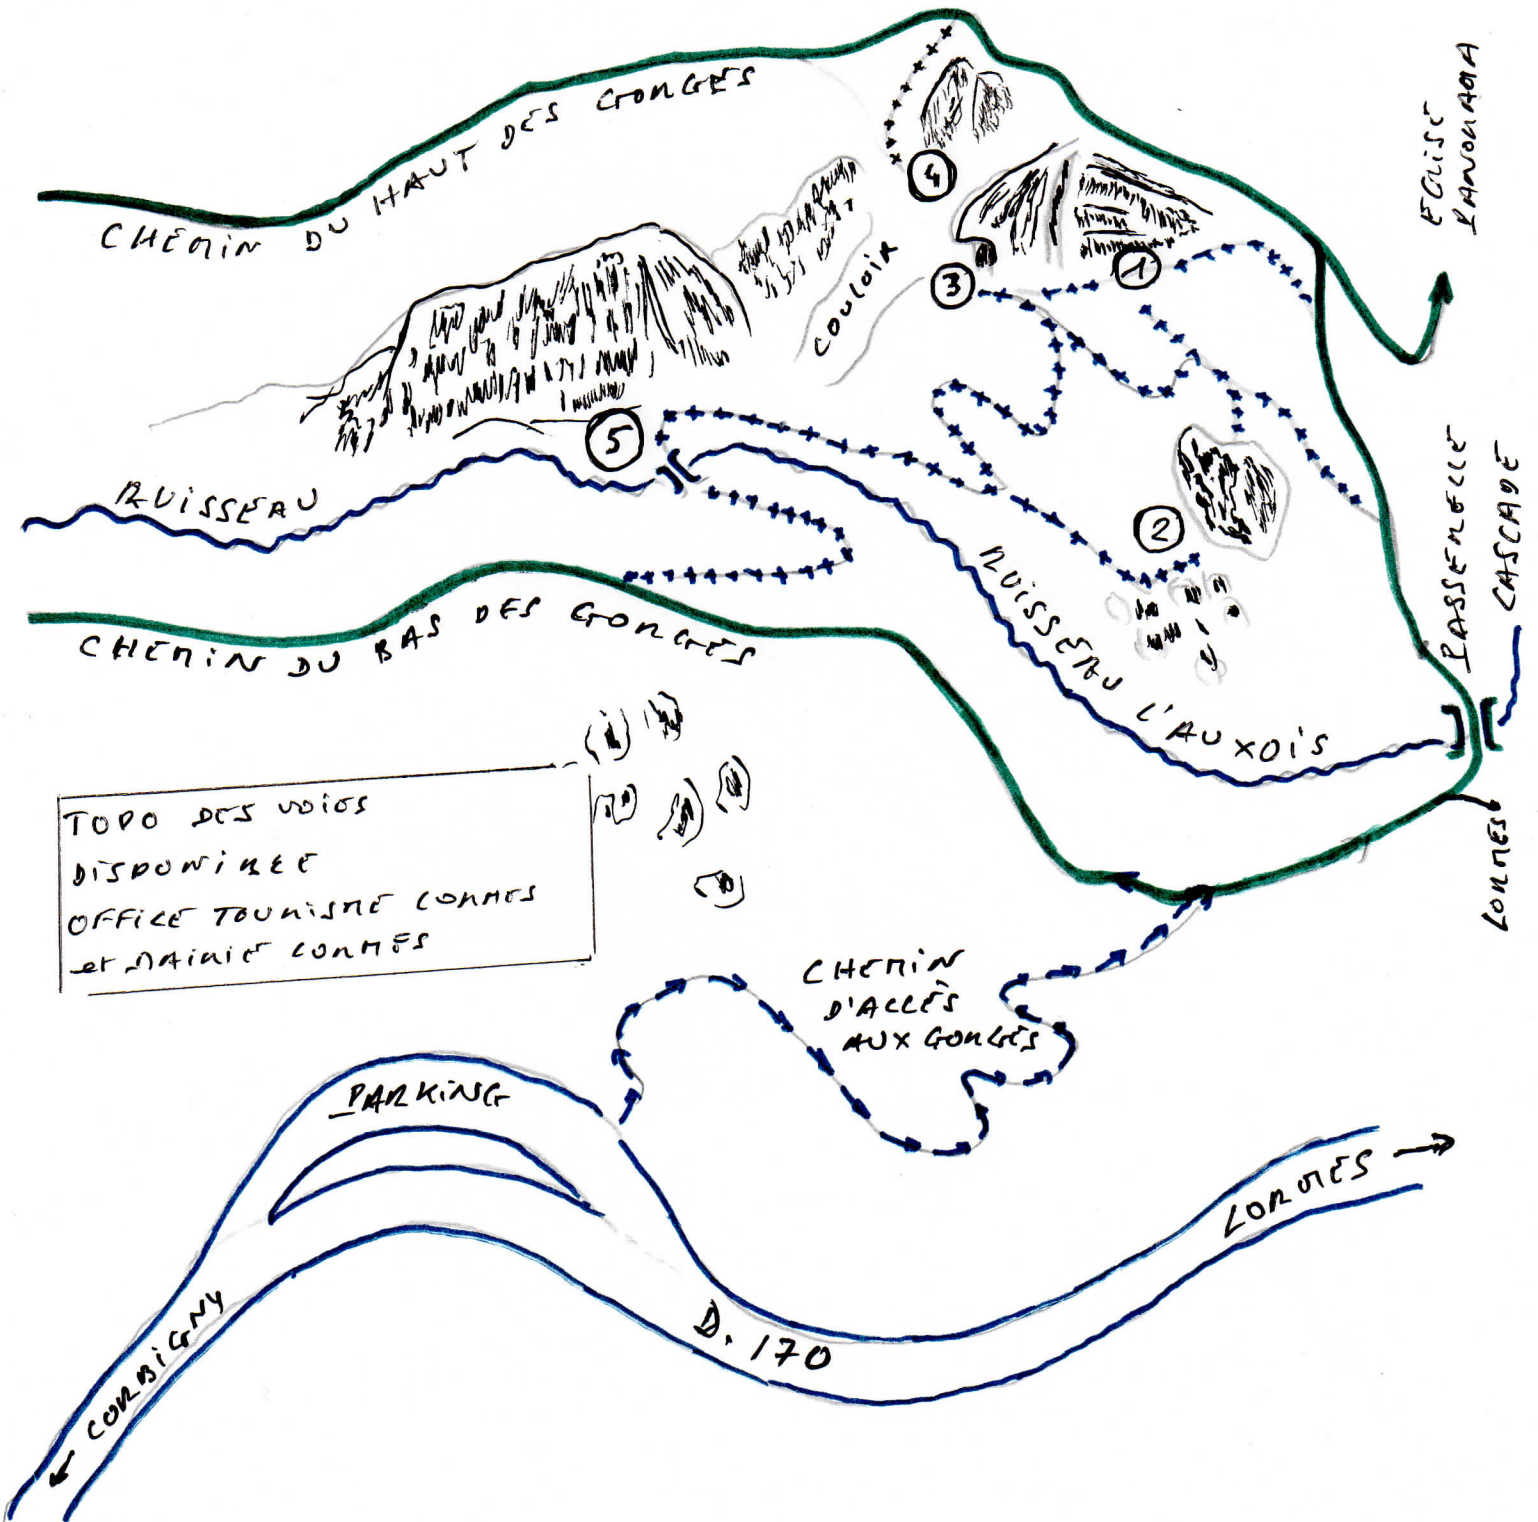 CHEMIN DU HAUT DES GORGES
EGLISE
PANORAMA
4
1
3
COULOIR
5
2
RUISSEAU
PASSERELLE
CASCADE
RUISSEAU L'AUXOIS
CHEMIN DU BAS DES GORGES
LORMES
TOPO DES VOIES
DISPONIBLE
OFFICE TOURISME LORMES
et MAIRIE LORMES
CHEMIN
D'ACCÈS
AUX GORGES
PARKING
LORMES
D. 170
CORBIGNY